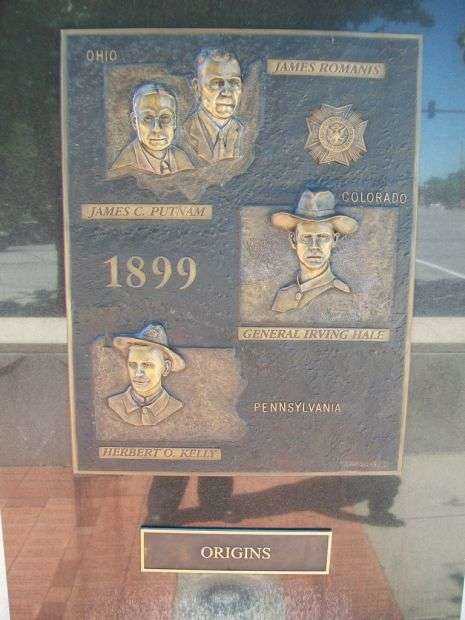 OHIO
JAMES ROMANIS
JAMES C. PUTNAM
COLORADO
1899
GENERAL IRVING HALE
PENNSYLVANIA
HERBERT O. KELLY
ORIGINS